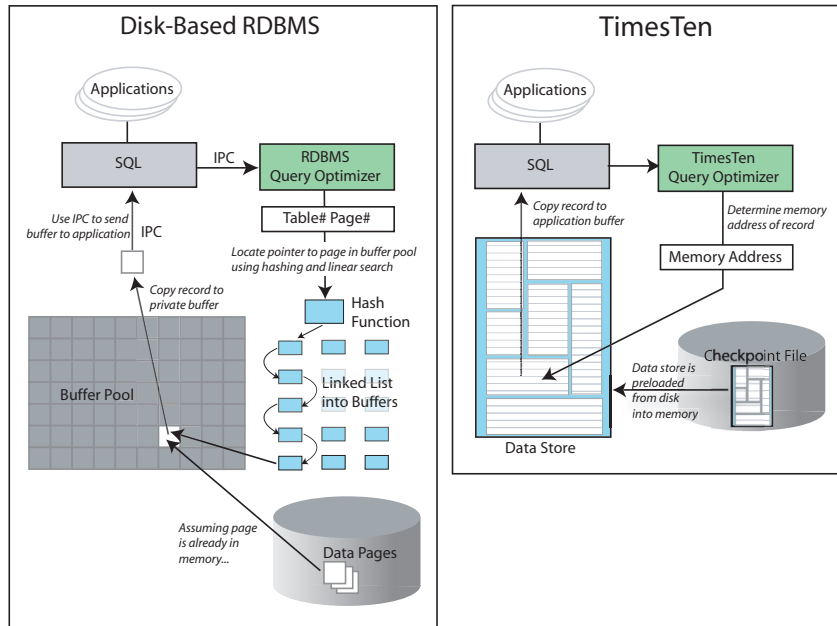 Disk-Based RDBMS
Applications
SQL
IPC
RDBMS
Query Optimizer
Table# Page#
Use IPC to send
buffer to application
IPC
Locate pointer to page in buffer pool
using hashing and linear search
Copy record to
private buffer
Hash
Function
Buffer Pool
Linked List
into Buffers
Assuming page
is already in
memory...
Data Pages
TimesTen
Applications
SQL
TimesTen
Query Optimizer
Copy record to
application buffer
Determine memory
address of record
Memory Address
Checkpoint File
Data store is
preloaded
from disk
into memory
Data Store